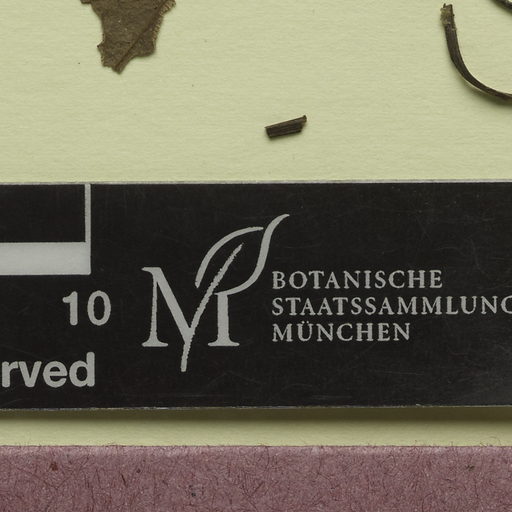 10
rved
M
BOTANISCHE
STAATSSAMMLUNG
MÜNCHEN